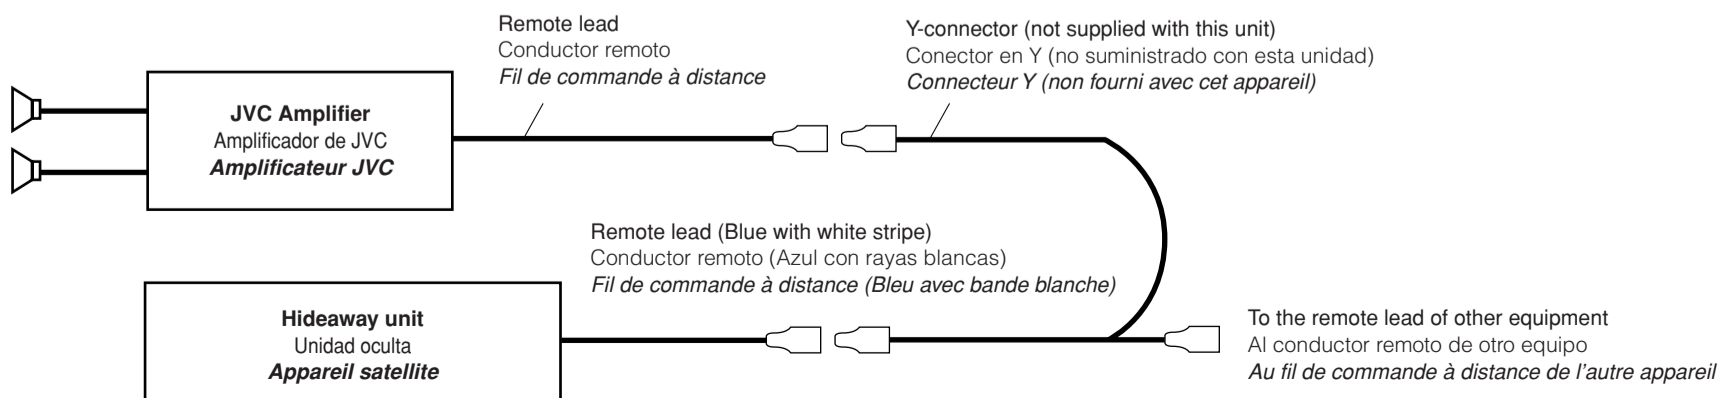 Remote lead
Conductor remoto
Fil de commande à distance
Y-connector (not supplied with this unit)
Conector en Y (no suministrado con esta unidad)
Connecteur Y (non fourni avec cet appareil)
JVC Amplifier
Amplificador de JVC
Amplificateur JVC
Remote lead (Blue with white stripe)
Conductor remoto (Azul con rayas blancas)
Fil de commande à distance (Bleu avec bande blanche)
Hideaway unit
Unidad oculta
Appareil satellite
To the remote lead of other equipment
Al conductor remoto de otro equipo
Au fil de commande à distance de l'autre appareil